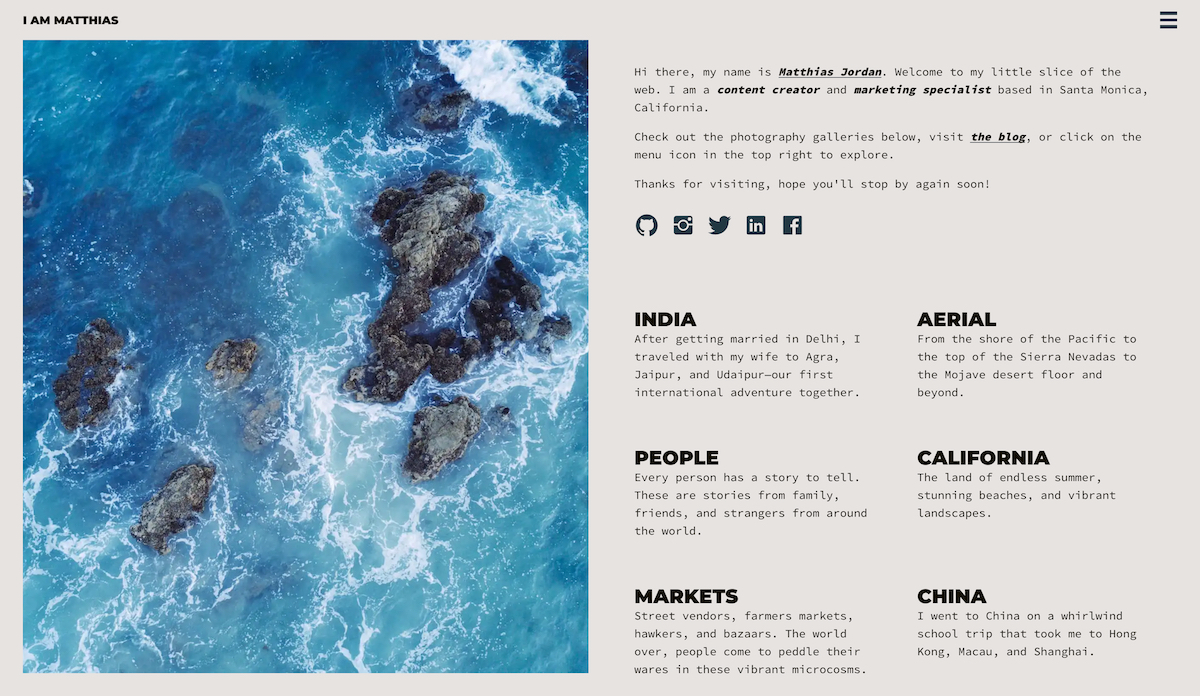 I AM MATTHIAS
Hi there, my name is Matthias Jordan. Welcome to my little slice of the
web. I am a content creator and marketing specialist based in Santa Monica,
California.
Check out the photography galleries below, visit the blog, or click on the
menu icon in the top right to explore.
Thanks for visiting, hope you'll stop by again soon!
INDIA
After getting married in Delhi, I
traveled with my wife to Agra,
Jaipur, and Udaipur—our first
international adventure together.
AERIAL
From the shore of the Pacific to
the top of the Sierra Nevadas to
the Mojave desert floor and
beyond.
PEOPLE
Every person has a story to tell.
These are stories from family,
friends, and strangers from around
the world.
CALIFORNIA
The land of endless summer,
stunning beaches, and vibrant
landscapes.
MARKETS
Street vendors, farmers markets,
hawkers, and bazaars. The world
over, people come to peddle their
wares in these vibrant microcosms.
CHINA
I went to China on a whirlwind
school trip that took me to Hong
Kong, Macau, and Shanghai.